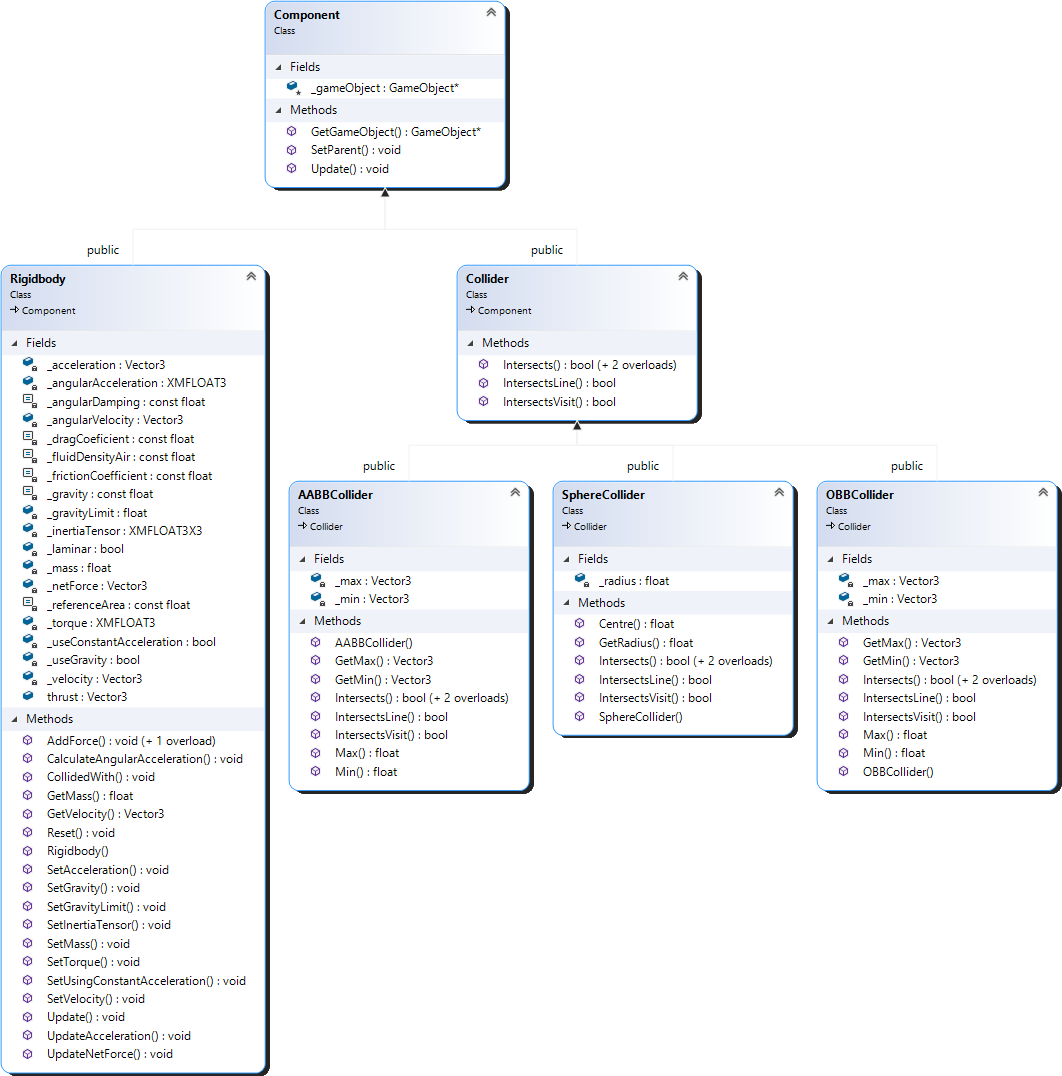 Component
Class
Fields
_gameObject : GameObject*
Methods
GetGameObject() : GameObject*
SetParent() : void
Update() : void
public
public
Rigidbody
Class
Component
Fields
_acceleration : Vector3
_angularAcceleration : XMFLOAT3
_angularDamping : const float
_angularVelocity : Vector3
_dragCoeficient : const float
_fluidDensityAir : const float
_frictionCoefficient : const float
_gravity : const float
_gravityLimit : float
_inertiaTensor : XMFLOAT3X3
_laminar : bool
_mass : float
_netForce : Vector3
_referenceArea : const float
_torque : XMFLOAT3
_useConstantAcceleration : bool
_useGravity : bool
_velocity : Vector3
thrust : Vector3
Methods
AddForce() : void (+ 1 overload)
CalculateAngularAcceleration() : void
CollidedWith() : void
GetMass() : float
GetVelocity() : Vector3
Reset() : void
Rigidbody()
SetAcceleration() : void
SetGravity() : void
SetGravityLimit() : void
SetInertiaTensor() : void
SetMass() : void
SetTorque() : void
SetUsingConstantAcceleration() : void
SetVelocity() : void
Update() : void
UpdateAcceleration() : void
UpdateNetForce() : void
Collider
Class
Component
Methods
Intersects() : bool (+ 2 overloads)
IntersectsLine() : bool
IntersectsVisit() : bool
public
public
public
AABBCollider
Class
Collider
Fields
_max : Vector3
_min : Vector3
Methods
AABBCollider()
GetMax() : Vector3
GetMin() : Vector3
Intersects() : bool (+ 2 overloads)
IntersectsLine() : bool
IntersectsVisit() : bool
Max() : float
Min() : float
SphereCollider
Class
Collider
Fields
_radius : float
Methods
Centre() : float
GetRadius() : float
Intersects() : bool (+ 2 overloads)
IntersectsLine() : bool
IntersectsVisit() : bool
SphereCollider()
OBBCollider
Class
Collider
Fields
_max : Vector3
_min : Vector3
Methods
GetMax() : Vector3
GetMin() : Vector3
Intersects() : bool (+ 2 overloads)
IntersectsLine() : bool
IntersectsVisit() : bool
Max() : float
Min() : float
OBBCollider()